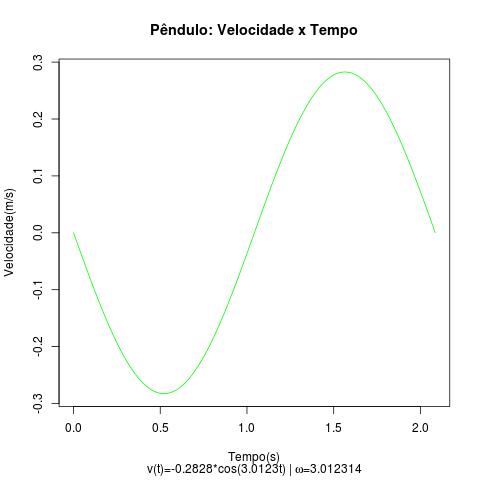 Pêndulo: Velocidade x Tempo
Velocidade(m/s)
0.3
0.2
0.1
0.0
-0.1
-0.2
-0.3
0.0 0.5 1.0 1.5 2.0
Tempo(s)
v(t)=-0.2828*cos(3.0123t) | ω=3.012314